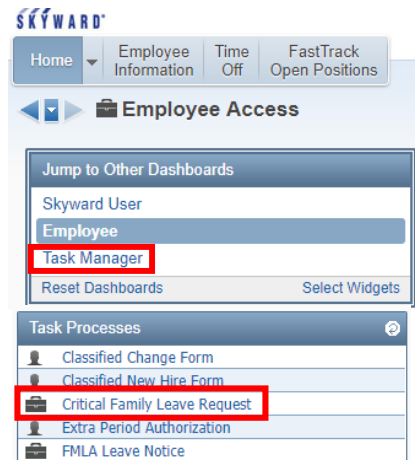 SKYWARD
Home Employee Information Time Off FastTrack Open Positions
Employee Access
Jump to Other Dashboards
Skyward User
Employee
Task Manager
Reset Dashboards Select Widgets
Task Processes
Classified Change Form
Classified New Hire Form
Critical Family Leave Request
Extra Period Authorization
FMLA Leave Notice